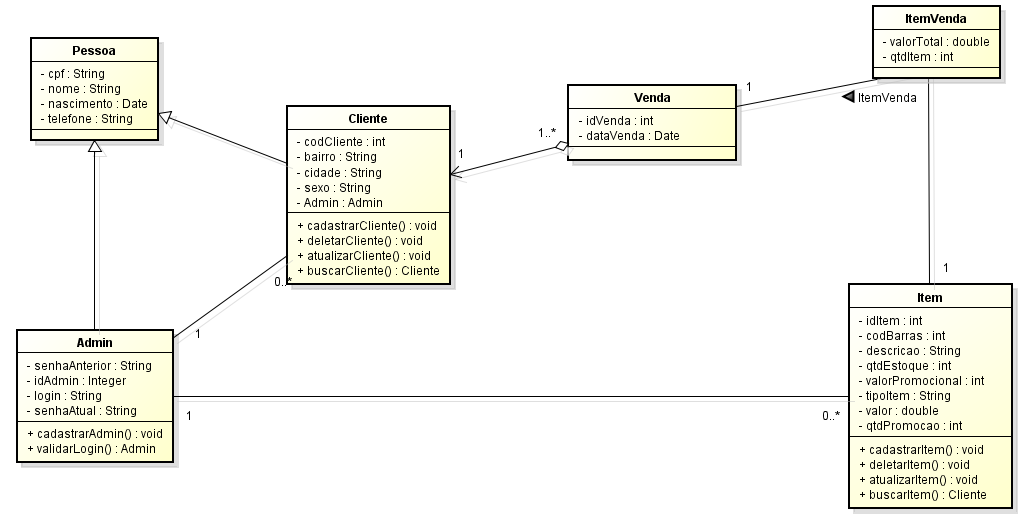 Pessoa
- cpf : String
- nome : String
- nascimento : Date
- telefone : String
Cliente
- codCliente : int
- bairro : String
- cidade : String
- sexo : String
- Admin : Admin
+ cadastrarCliente() : void
+ deletarCliente() : void
+ atualizarCliente() : void
+ buscarCliente() : Cliente
1
1..*
Venda
- idVenda : int
- dataVenda : Date
1
ItemVenda
ItemVenda
- valorTotal : double
- qtdItem : int
1
0..*
1
Admin
- senhaAnterior : String
- idAdmin : Integer
- login : String
- senhaAtual : String
+ cadastrarAdmin() : void
+ validarLogin() : Admin
1
0..*
Item
- idItem : int
- codBarras : int
- descricao : String
- qtdEstoque : int
- valorPromocional : int
- tipoItem : String
- valor : double
- qtdPromocao : int
+ cadastrarItem() : void
+ deletarItem() : void
+ atualizarItem() : void
+ buscarItem() : Cliente